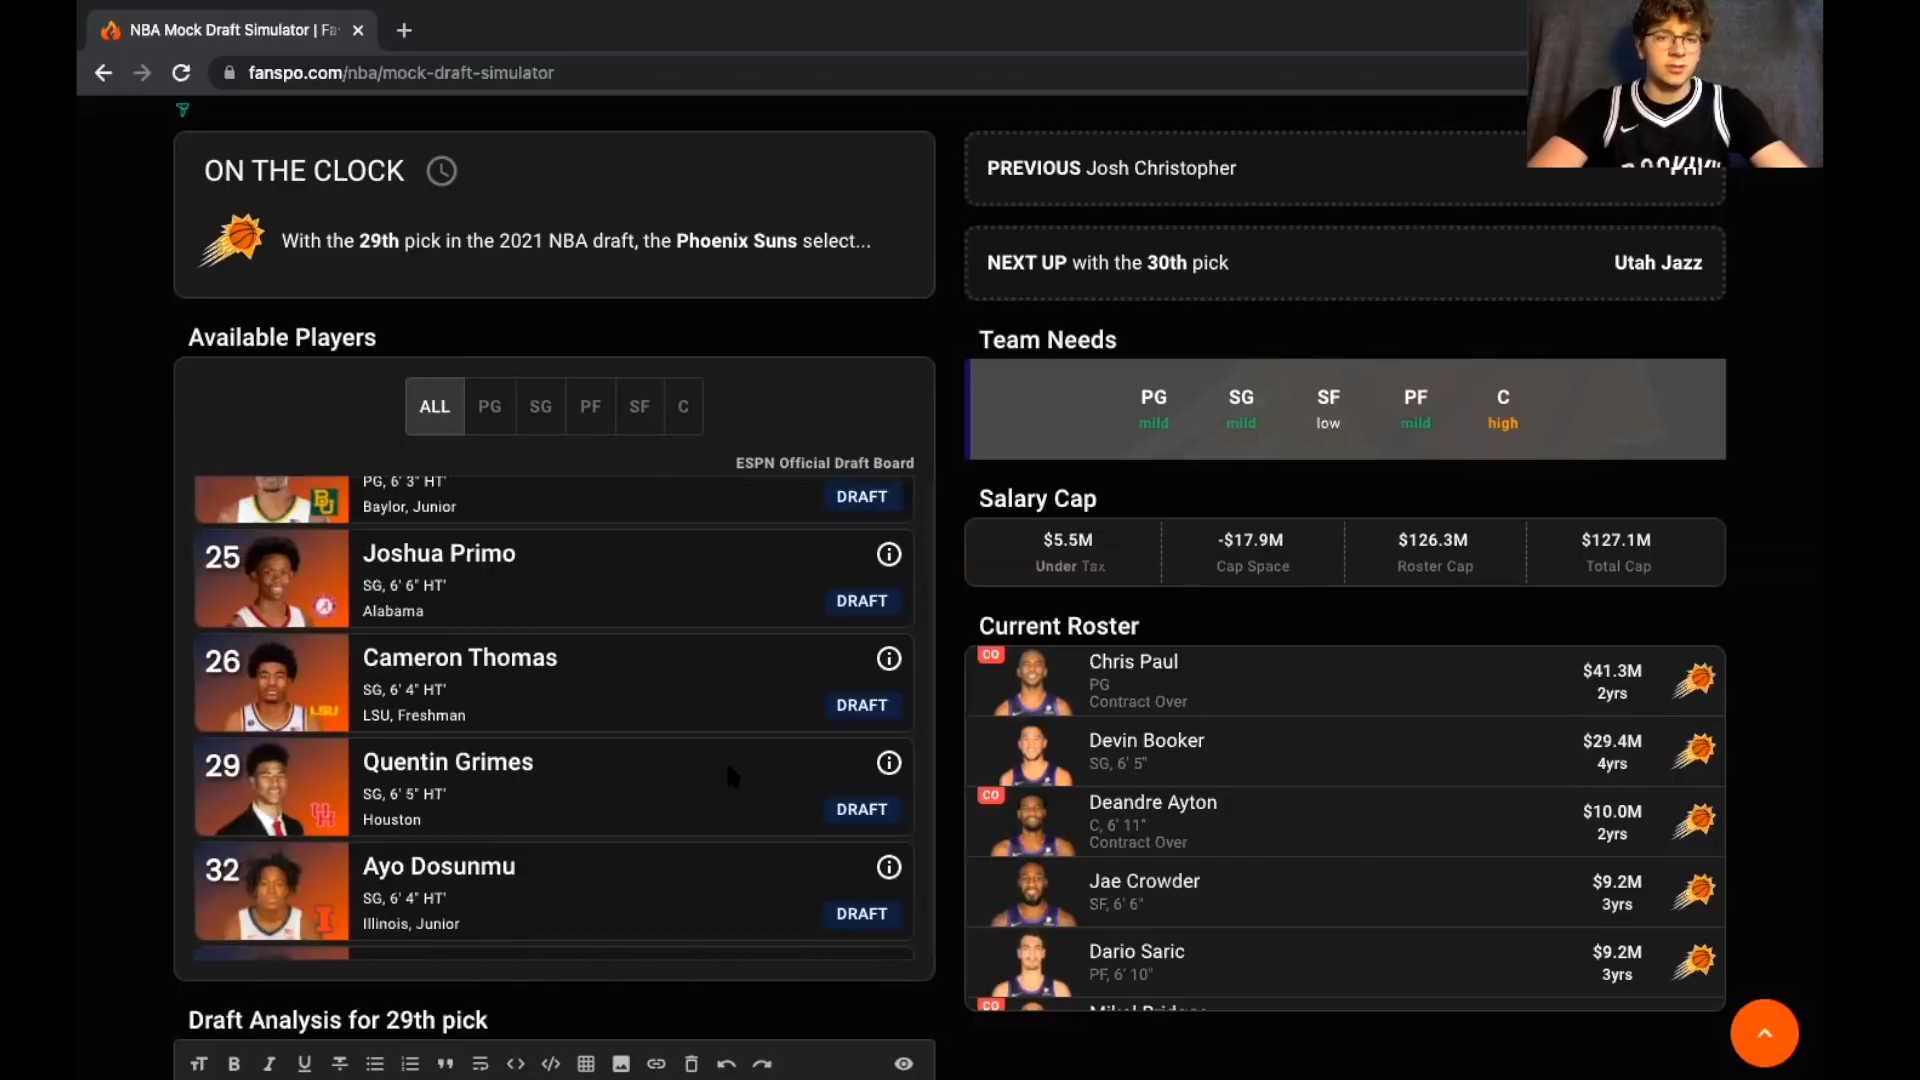 NBA Mock Draft Simulator | Fa
fanspo.com/nba/mock-draft-simulator
ON THE CLOCK
With the 29th pick in the 2021 NBA draft, the Phoenix Suns select...
PREVIOUS Josh Christopher
NEXT UP with the 30th pick
Utah Jazz
Available Players
ALL PG SG PF SF C
ESPN Official Draft Board
PG, 6' 3" HT'
Baylor, Junior
DRAFT
25
Joshua Primo
SG, 6' 6" HT'
Alabama
DRAFT
26
Cameron Thomas
SG, 6' 4" HT'
LSU, Freshman
LSU
DRAFT
29
Quentin Grimes
SG, 6' 5" HT'
Houston
DRAFT
32
Ayo Dosunmu
SG, 6' 4" HT'
Illinois, Junior
DRAFT
Draft Analysis for 29th pick
Team Needs
PG SG SF PF C
mild mild low mild high
Salary Cap
$5.5M -$17.9M $126.3M $127.1M
Under Tax Cap Space Roster Cap Total Cap
Current Roster
CO
Chris Paul
PG
Contract Over
$41.3M
2yrs
Devin Booker
SG, 6' 5"
$29.4M
4yrs
CO
Deandre Ayton
C, 6' 11"
Contract Over
$10.0M
2yrs
Jae Crowder
SF, 6' 6"
$9.2M
3yrs
Dario Saric
PF, 6' 10"
$9.2M
3yrs
CO